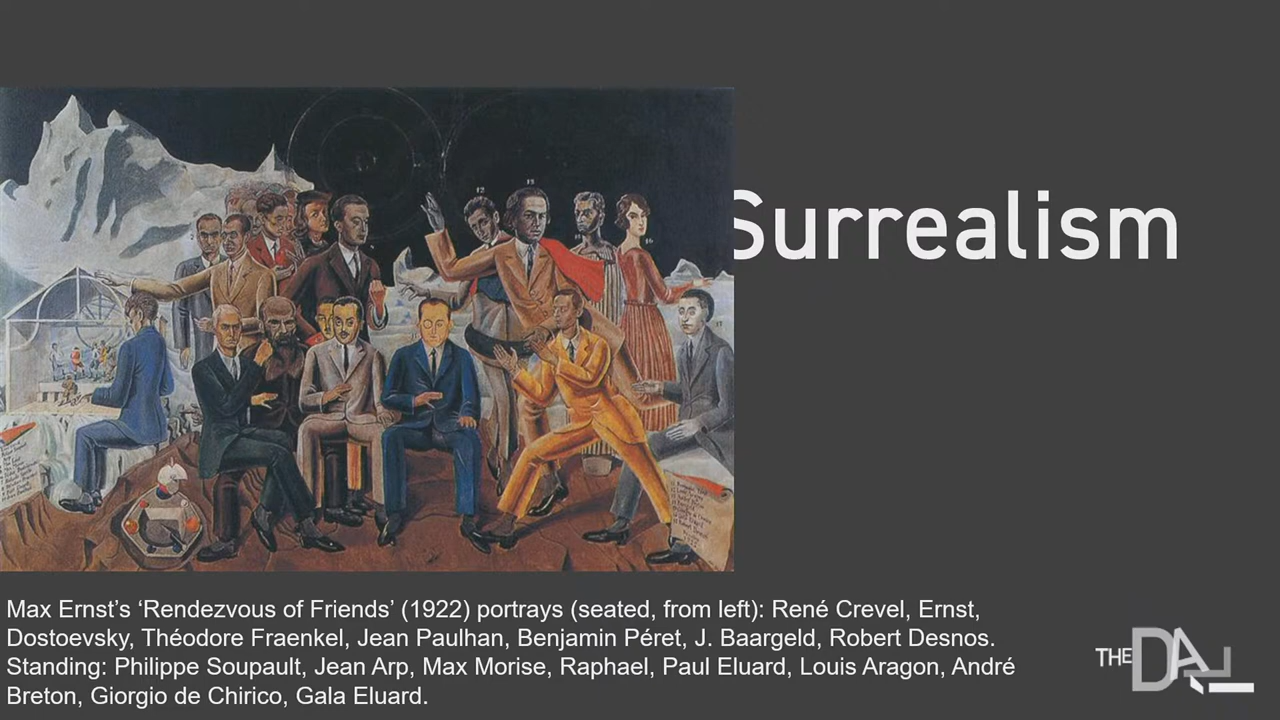 Surrealism
Max Ernst’s ‘Rendezvous of Friends’ (1922) portrays (seated, from left): René Crevel, Ernst,
Dostoevsky, Théodore Fraenkel, Jean Paulhan, Benjamin Péret, J. Baargeld, Robert Desnos.
Standing: Philippe Soupault, Jean Arp, Max Morise, Raphael, Paul Eluard, Louis Aragon, André
Breton, Giorgio de Chirico, Gala Eluard.
THE DALI